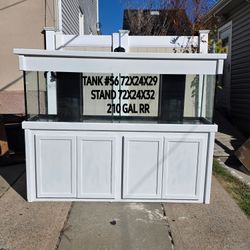 TANK #56 72X24X29
STAND 72X24X32
210 GAL RR